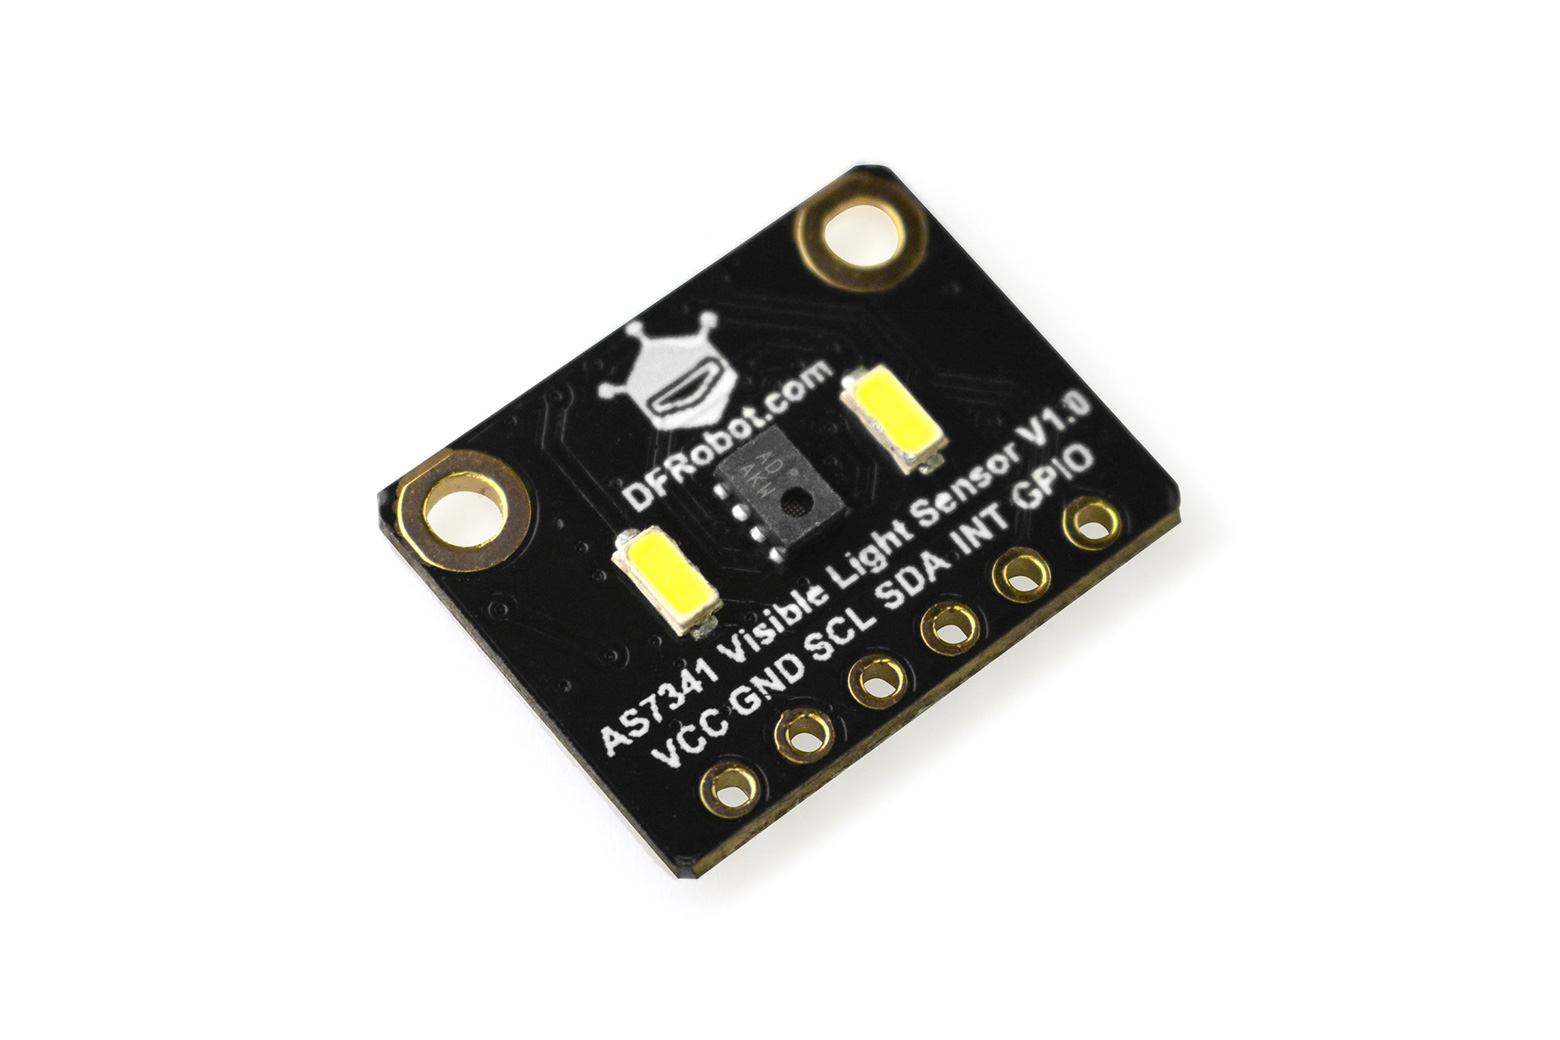 DFRobot.com
AD
AKW
AS7341 Visible Light Sensor V1.0
VCC GND SCL SDA INT GPIO